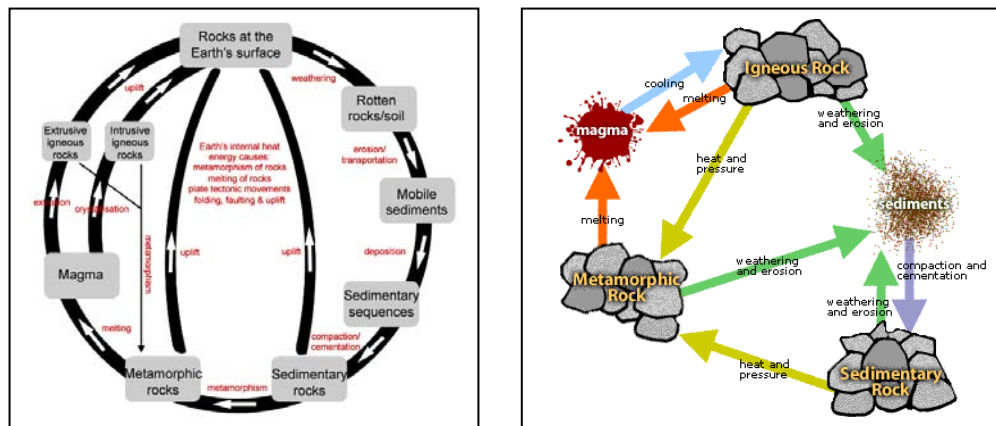 Rocks at the
Earth's surface
uplift
weathering
Extrusive
igneous
rocks
Intrusive
igneous
rocks
Rotten
rocks/soil
Earth's internal heat
energy causes:
metamorphism of rocks
melting of rocks
plate tectonic movements
folding, faulting & uplift
erosion/
transportation
Mobile
sediments
extrusion
crystallisation
metamorphism
uplift
uplift
deposition
Magma
Sedimentary
sequences
melting
compaction/
cementation
Metamorphic
rocks
metamorphism
Sedimentary
rocks
Igneous Rock
cooling
melting
magma
weathering
and erosion
heat and
pressure
sediments
melting
weathering
and erosion
Metamorphic
Rock
compaction and
cementation
weathering
and erosion
heat and
pressure
Sedimentary
Rock